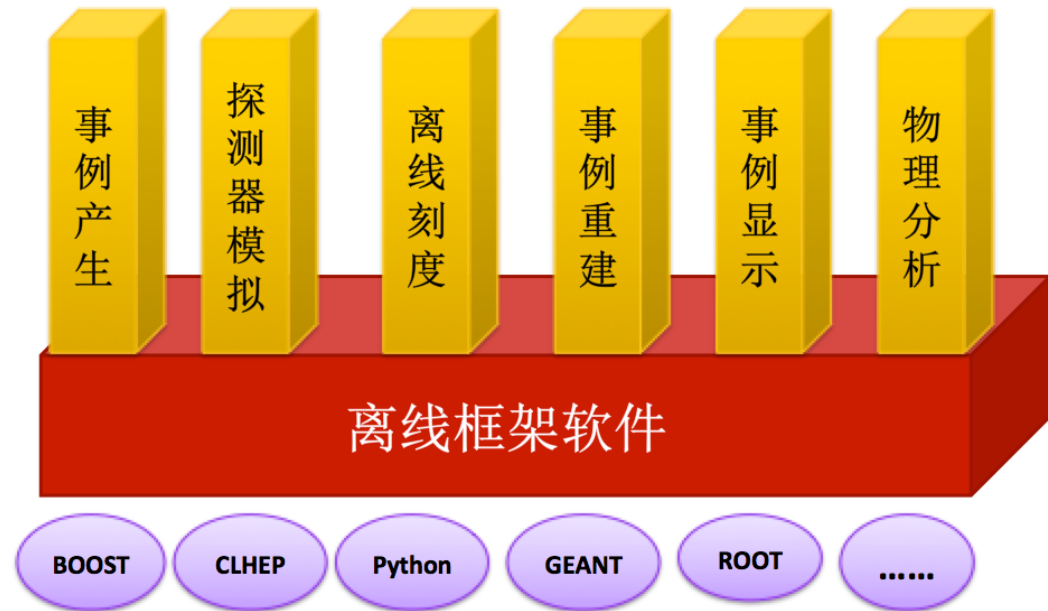 事例产生
探测器模拟
离线刻度
事例重建
事例显示
物理分析
离线框架软件
BOOST
CLHEP
Python
GEANT
ROOT
……